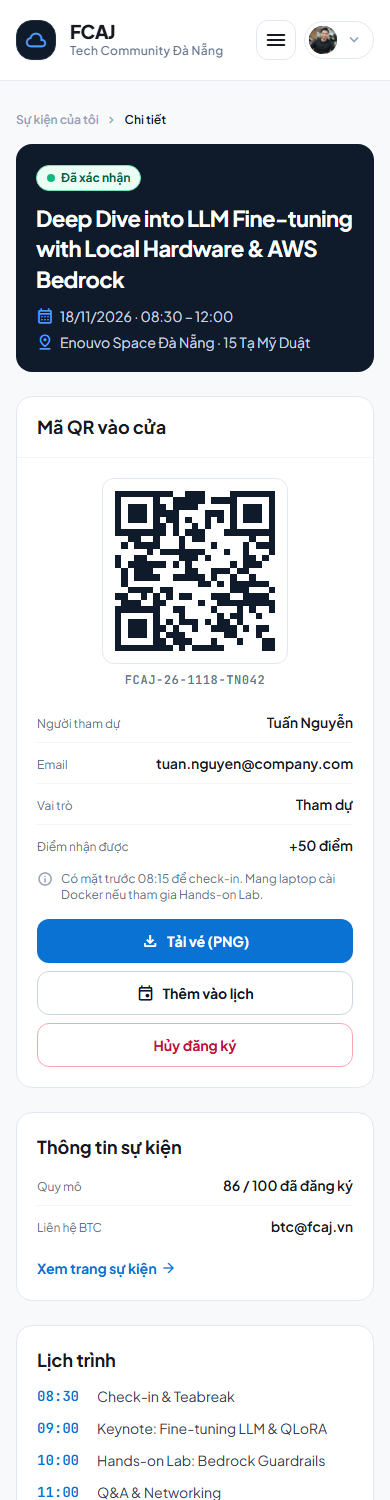 FCAJ
Tech Community Đà Nẵng
Sự kiện của tôi > Chi tiết
Đã xác nhận
Deep Dive into LLM Fine-tuning
with Local Hardware & AWS
Bedrock
18/11/2026 · 08:30 – 12:00
Enouvo Space Đà Nẵng · 15 Tạ Mỹ Duật
Mã QR vào cửa
FCAJ-26-1118-TN042
Người tham dự Tuấn Nguyễn
Email tuan.nguyen@company.com
Vai trò Tham dự
Điểm nhận được +50 điểm
Có mặt trước 08:15 để check-in. Mang laptop cài
Docker nếu tham gia Hands-on Lab.
Tải vé (PNG)
Thêm vào lịch
Hủy đăng ký
Thông tin sự kiện
Quy mô 86 / 100 đã đăng ký
Liên hệ BTC btc@fcaj.vn
Xem trang sự kiện →
Lịch trình
08:30 Check-in & Teabreak
09:00 Keynote: Fine-tuning LLM & QLoRA
10:00 Hands-on Lab: Bedrock Guardrails
11:00 Q&A & Networking